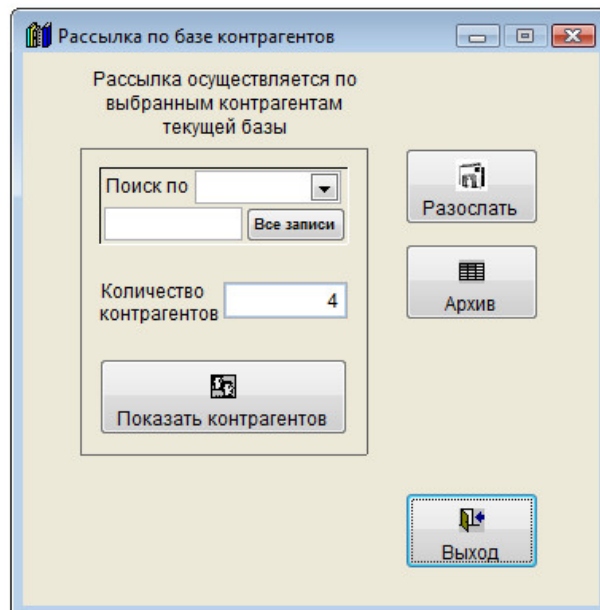 Рассылка по базе контрагентов
Рассылка осуществляется по
выбранным контрагентам
текущей базы
Поиск по
Все записи
Количество
контрагентов
4
Показать контрагентов
Разослать
Архив
Выход